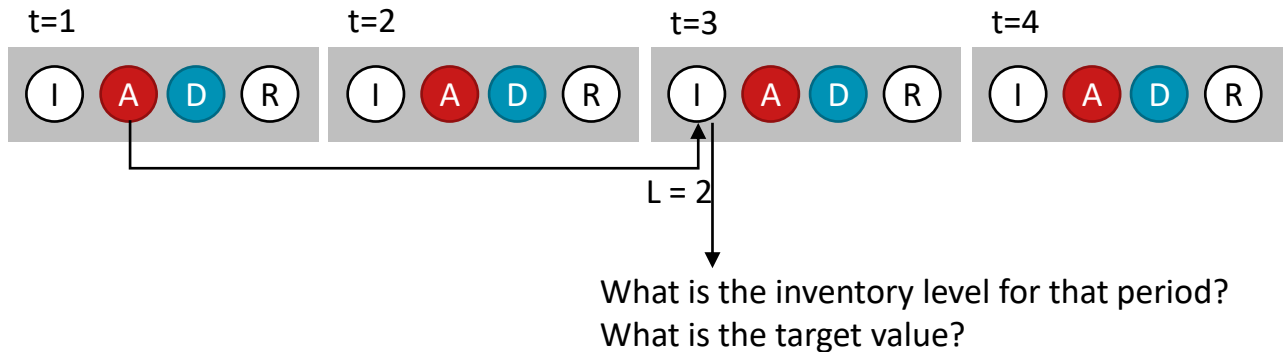 t=1 t=2 t=3 t=4
I A D R I A D R I A D R I A D R
L = 2
What is the inventory level for that period?
What is the target value?